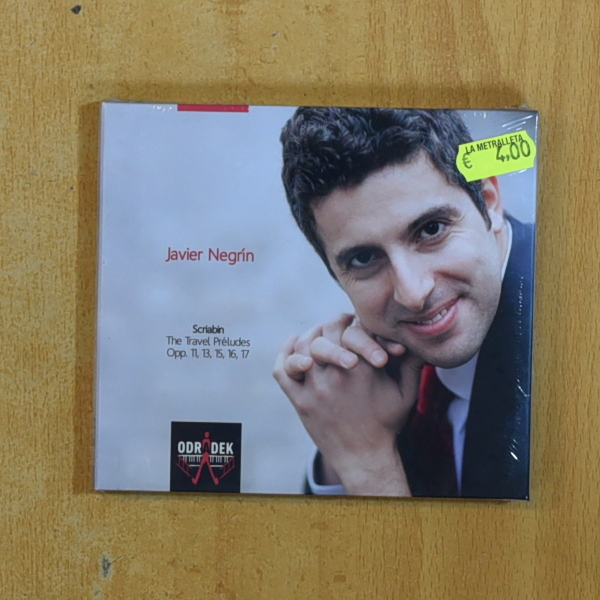 LA METRALLETA
€ 4,00
Javier Negrín
Scriabin
The Travel Préludes
Opp. 11, 13, 15, 16, 17
ODRADEK